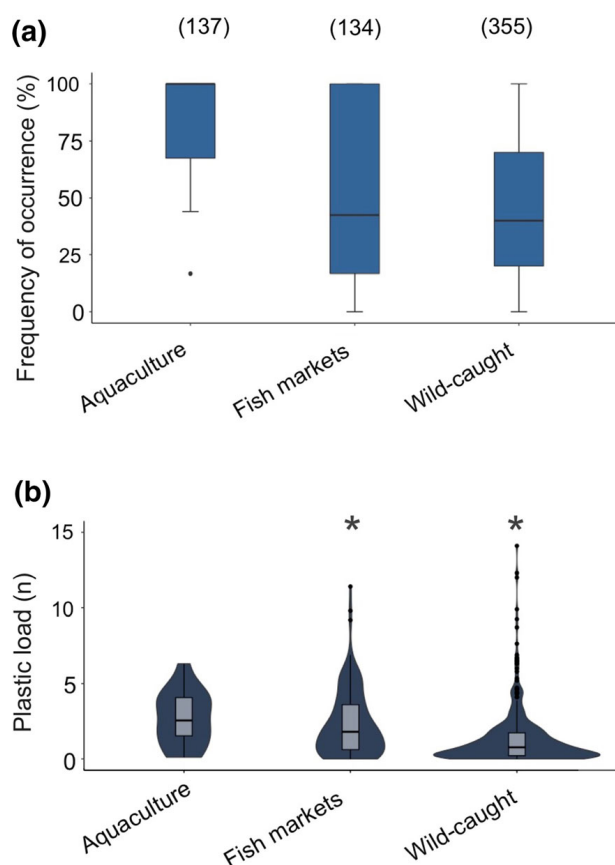 (a)
(137) (134) (355)
Frequency of occurrence (%)
100
75
50
25
0
Aquaculture
Fish markets
Wild-caught
(b)
* *
Plastic load (n)
15
10
5
0
Aquaculture
Fish markets
Wild-caught